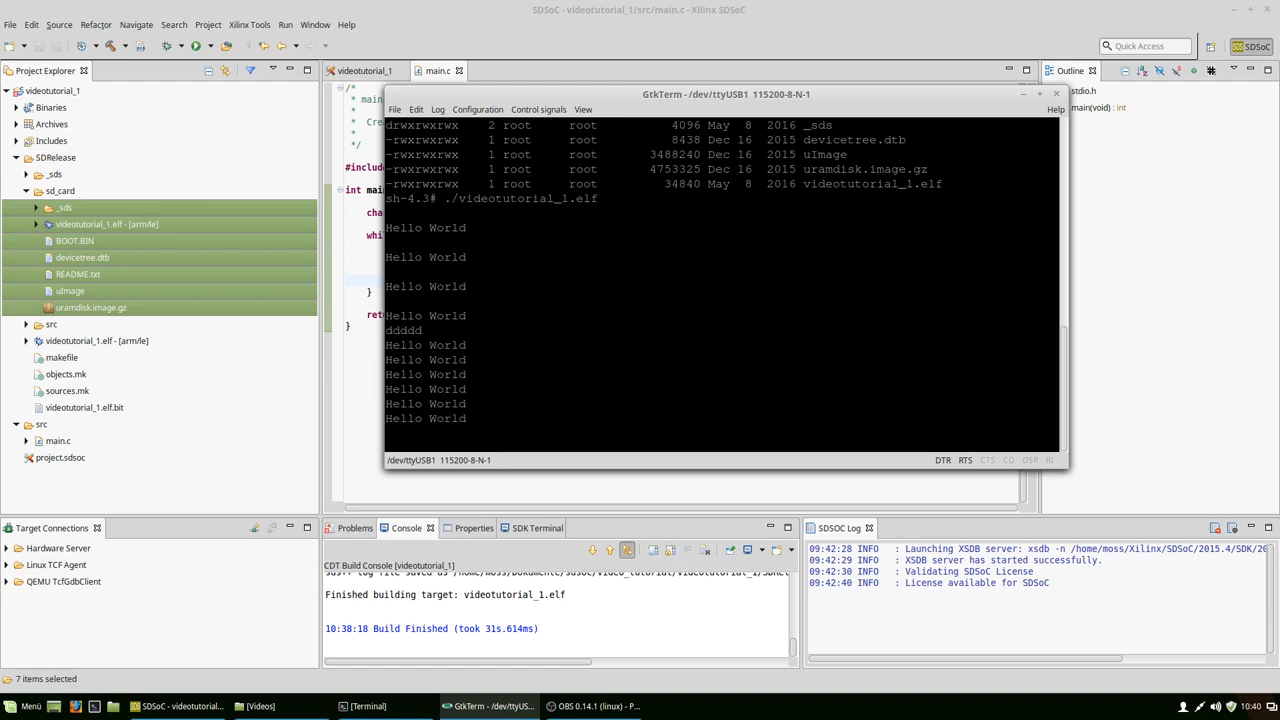 SDSoC - videotutorial_1/src/main.c - Xilinx SDSoC
File Edit Source Refactor Navigate Search Project Xilinx Tools Run Window Help
Quick Access
SDSoC
Project Explorer
videotutorial_1
Binaries
Archives
Includes
SDRelease
_sds
sd_card
_sds
videotutorial_1.elf - [arm/le]
BOOT.BIN
devicetree.dtb
README.txt
uImage
uramdisk.image.gz
src
videotutorial_1.elf - [arm/le]
makefile
objects.mk
sources.mk
videotutorial_1.elf.bit
src
main.c
project.sdsoc
videotutorial_1
main.c
/*
* main
* Cre
*/
#include
int mai
char
whi
}
ret
}
GtkTerm - /dev/ttyUSB1 115200-8-N-1
File Edit Log Configuration Control signals View Help
drwxrwxrwx 2 root root 4096 May 8 2016 _sds
-rwxrwxrwx 1 root root 8438 Dec 16 2015 devicetree.dtb
-rwxrwxrwx 1 root root 3488240 Dec 16 2015 uImage
-rwxrwxrwx 1 root root 4753325 Dec 16 2015 uramdisk.image.gz
-rwxrwxrwx 1 root root 34840 May 8 2016 videotutorial_1.elf
sh-4.3# ./videotutorial_1.elf
Hello World
Hello World
Hello World
Hello World
ddddd
Hello World
Hello World
Hello World
Hello World
Hello World
Hello World
/dev/ttyUSB1 115200-8-N-1
DTR RTS CTS CD DSR RI
Outline
stdio.h
main(void) : int
Target Connections
Hardware Server
Linux TCF Agent
QEMU TcfGdbClient
Problems Console Properties SDK Terminal
CDT Build Console [videotutorial_1]
Finished building target: videotutorial_1.elf
10:38:18 Build Finished (took 31s.614ms)
SDSOC Log
09:42:28 INFO : Launching XSDB server: xsdb -n /home/moss/Xilinx/SDSoC/2015.4/SDK/20
09:42:29 INFO : XSDB server has started successfully.
09:42:30 INFO : Validating SDSoC License
09:42:40 INFO : License available for SDSoC
7 items selected
Menü
SDSoC - videotutorial...
[Videos]
[Terminal]
GtkTerm - /dev/ttyUS...
OBS 0.14.1 (linux) - P...
10:40